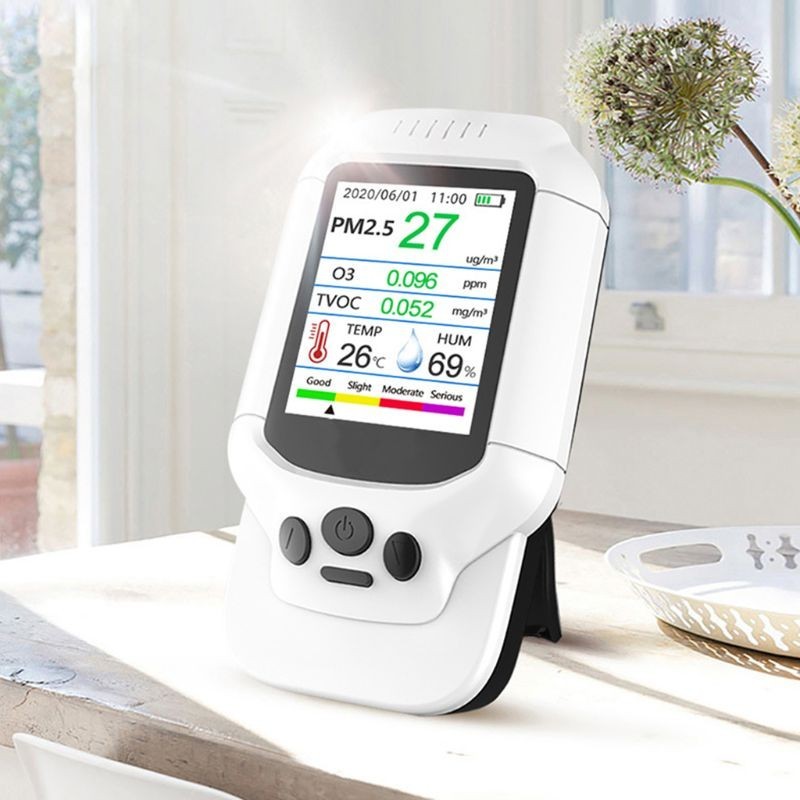 2020/06/01 11:00
PM2.5 27 ug/m³
O3 0.096 ppm
TVOC 0.052 mg/m³
TEMP HUM
26℃ 69%
Good Slight Moderate Serious